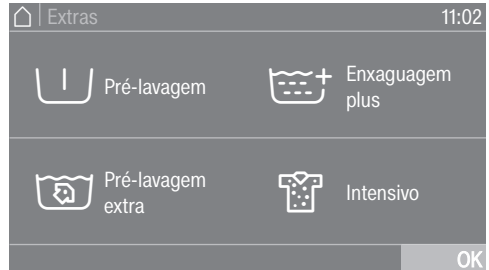 Extras 11:02
Pré-lavagem
Enxaguagem
plus
Pré-lavagem
extra
Intensivo
OK